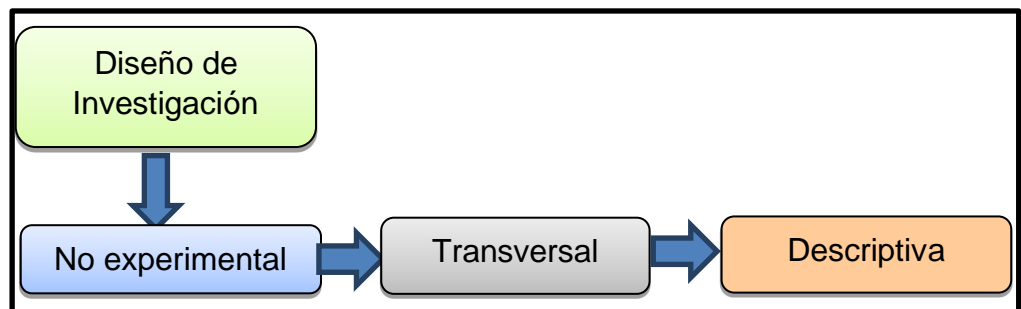 Diseño de
Investigación
No experimental
Transversal
Descriptiva